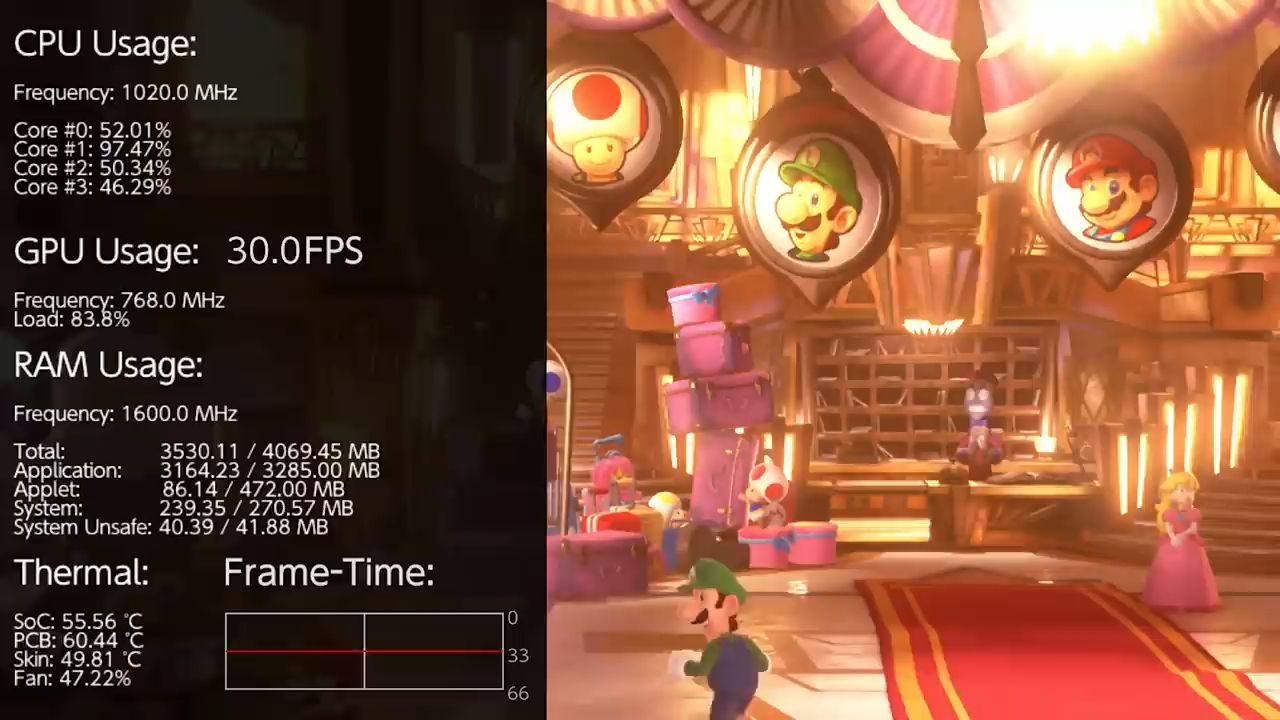 CPU Usage:
Frequency: 1020.0 MHz
Core #0: 52.01%
Core #1: 97.47%
Core #2: 50.34%
Core #3: 46.29%
GPU Usage: 30.0FPS
Frequency: 768.0 MHz
Load: 83.8%
RAM Usage:
Frequency: 1600.0 MHz
Total: 3530.11 / 4069.45 MB
Application: 3164.23 / 3285.00 MB
Applet: 86.14 / 472.00 MB
System: 239.35 / 270.57 MB
System Unsafe: 40.39 / 41.88 MB
Thermal: Frame-Time:
SoC: 55.56 °C 0
PCB: 60.44 °C
Skin: 49.81 °C 33
Fan: 47.22%
66